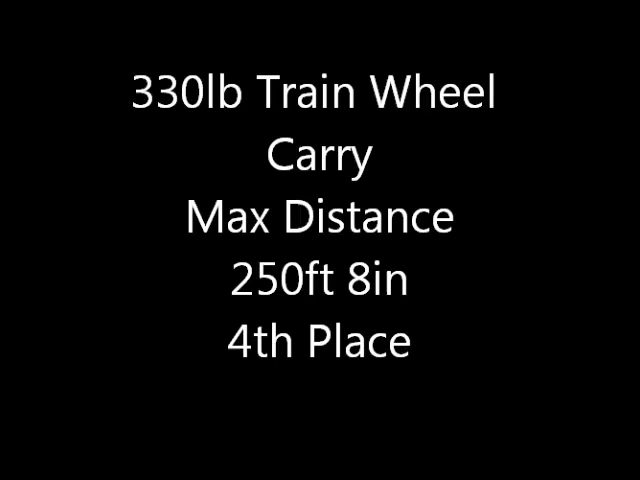 330lb Train Wheel
Carry
Max Distance
250ft 8in
4th Place